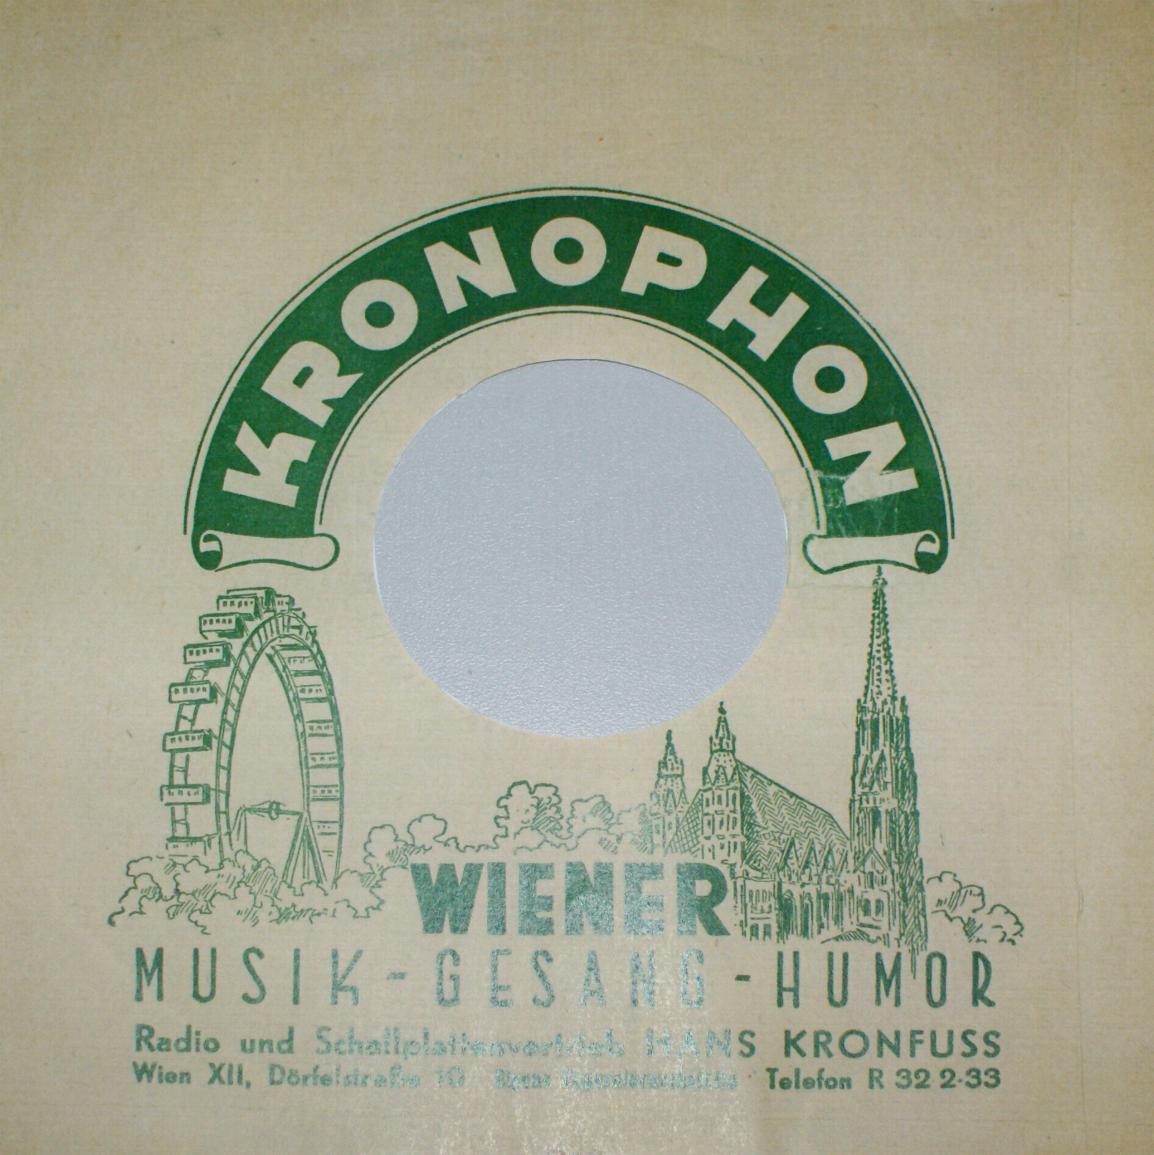 KRONOPHON
WIENER
MUSIK - GESANG - HUMOR
Radio und Schallplattenvertrieb HANS KRONFUSS
Wien XII, Dörfelstraße 10 Telefon R 32 2-33